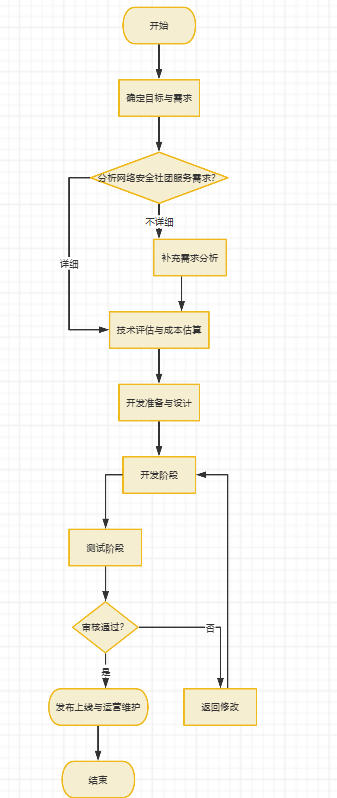 开始
确定目标与需求
分析网络安全社团服务需求?
不详细
补充需求分析
详细
技术评估与成本估算
开发准备与设计
开发阶段
测试阶段
审核通过?
否
是
发布上线与运营维护
返回修改
结束